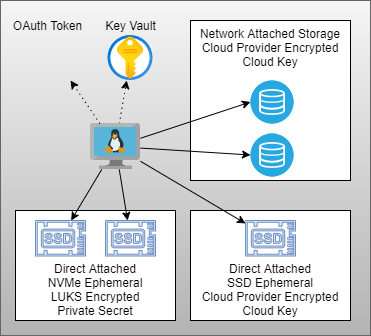 OAuth Token
Key Vault
Network Attached Storage
Cloud Provider Encrypted
Cloud Key
SSD
SSD
SSD
Direct Attached
NVMe Ephemeral
LUKS Encrypted
Private Secret
Direct Attached
SSD Ephemeral
Cloud Provider Encrypted
Cloud Key